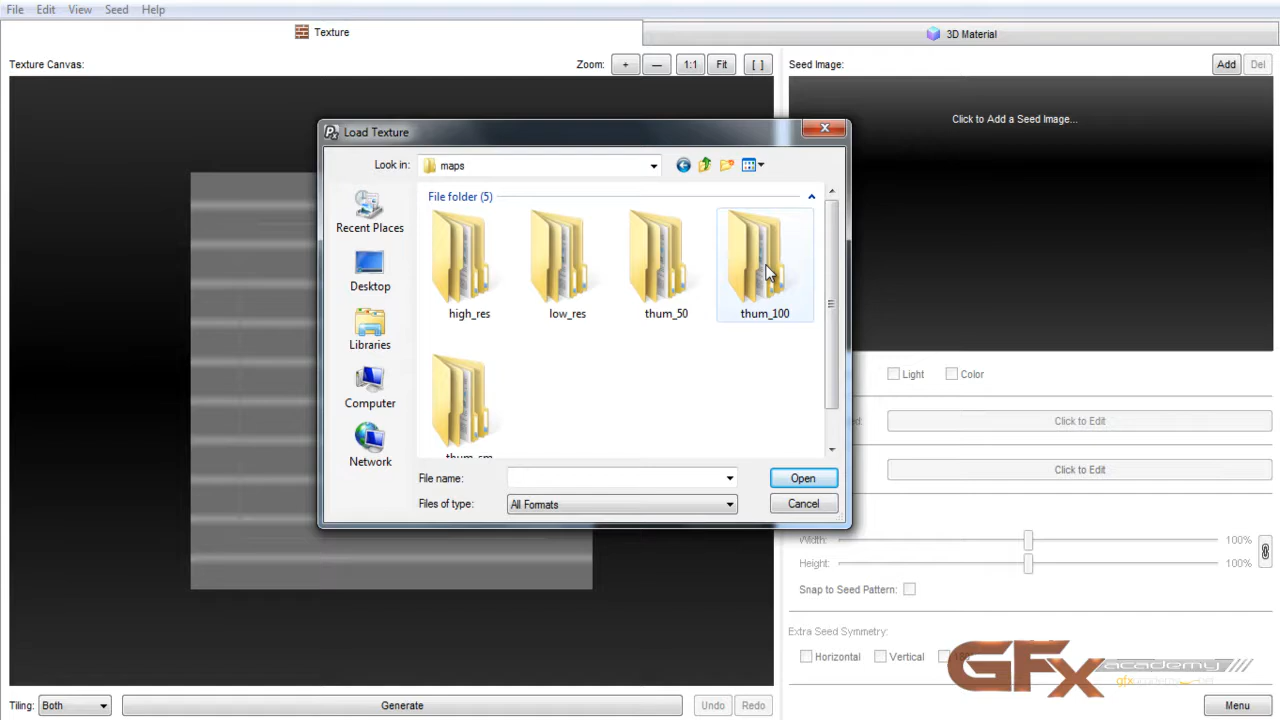 File Edit View Seed Help
Texture
3D Material
Texture Canvas:
Zoom: + — 1:1 Fit [ ]
Seed Image:
Add Del
Click to Add a Seed Image...
Load Texture
Look in: maps
Recent Places
Desktop
Libraries
Computer
Network
File folder (5)
high_res
low_res
thum_50
thum_100
thum_sm
File name:
Open
Files of type: All Formats
Cancel
Light Color
Click to Edit
Click to Edit
Width: 100%
Height: 100%
Snap to Seed Pattern:
Extra Seed Symmetry:
Horizontal Vertical
GFx academy
Tiling: Both Generate Undo Redo
Menu